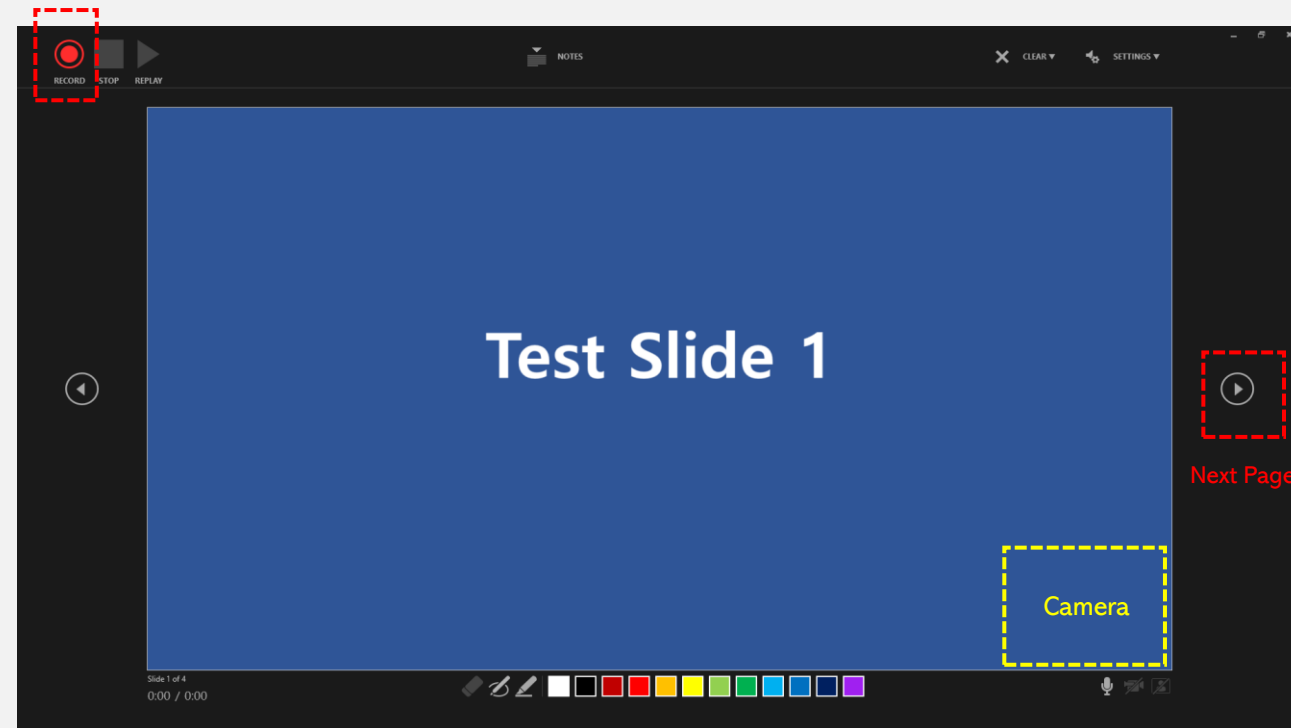 RECORD STOP REPLAY
NOTES
CLEAR
SETTINGS
Test Slide 1
Next Page
Camera
Slide 1 of 4
0:00 / 0:00